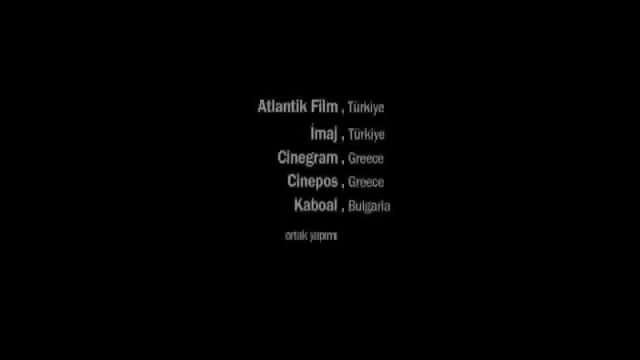 Atlantik Film , Türkiye
İmaj , Türkiye
Cinegram , Greece
Cinepos , Greece
Kaboal , Bulgaria
ortak yapımı